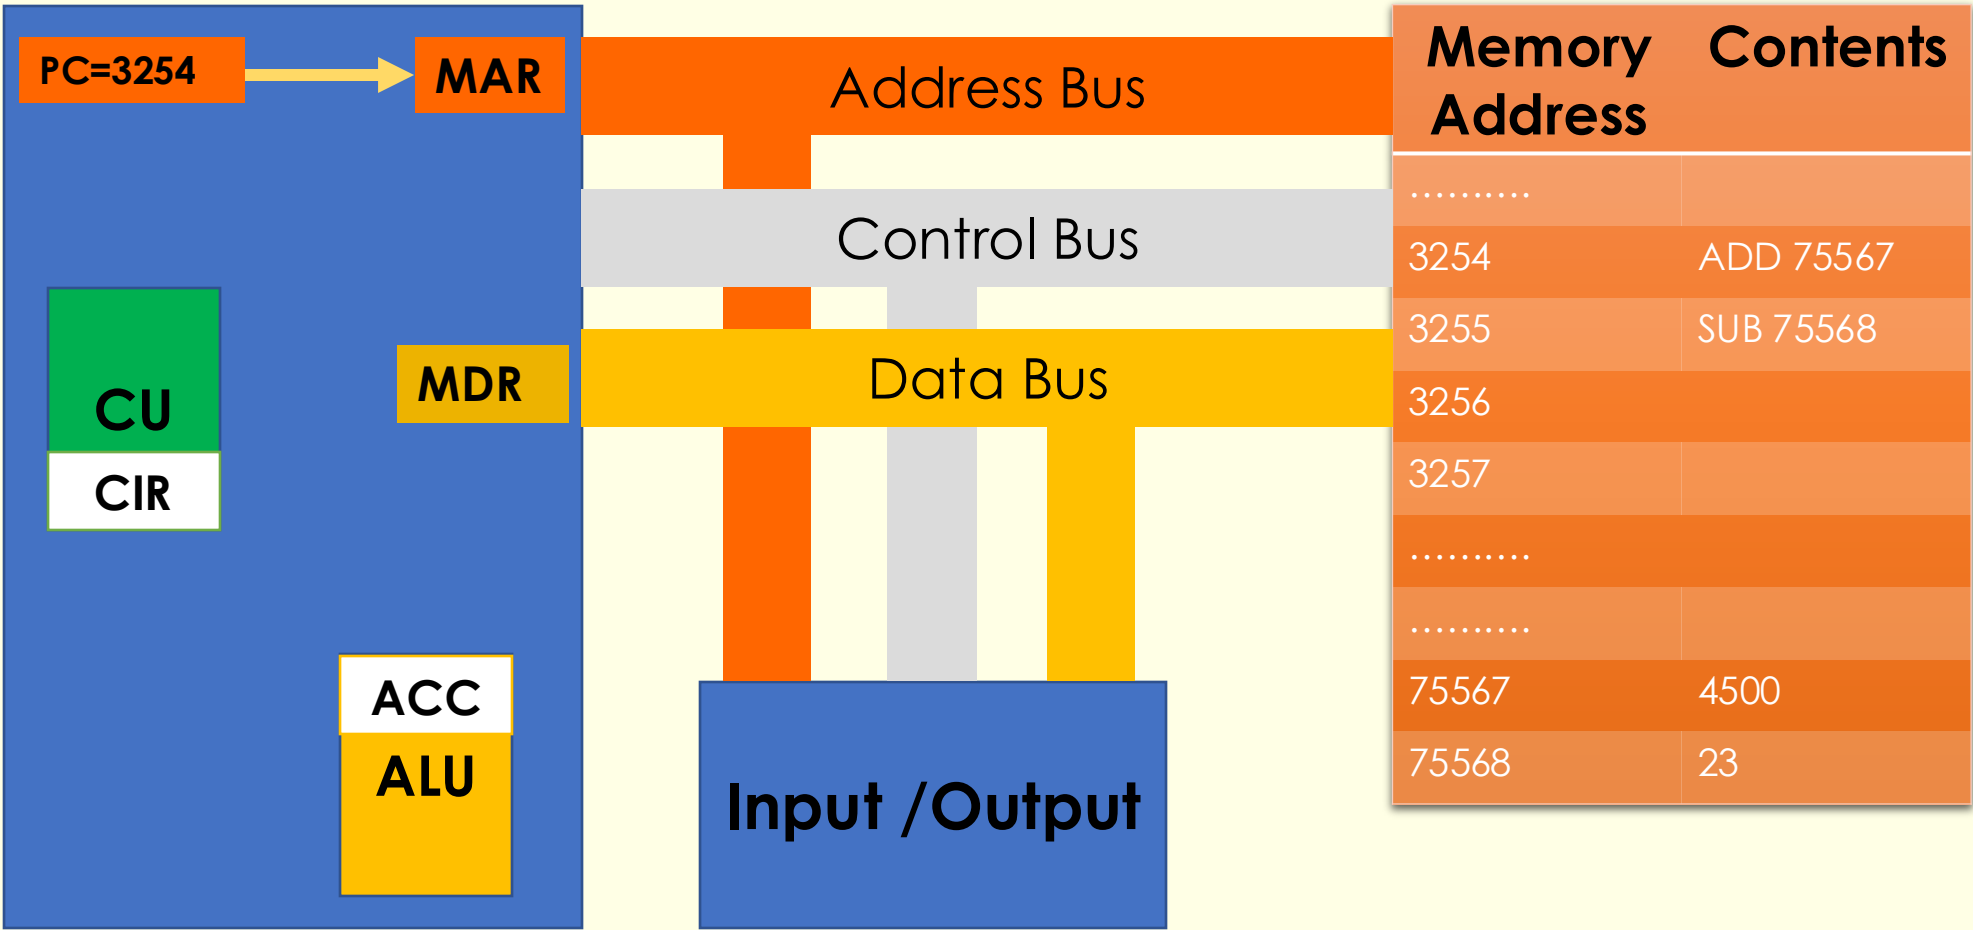 PC=3254
MAR
Address Bus
Control Bus
CU
CIR
MDR
Data Bus
ACC
ALU
Input /Output
Memory Contents
Address
..........
3254 ADD 75567
3255 SUB 75568
3256
3257
..........
..........
75567 4500
75568 23